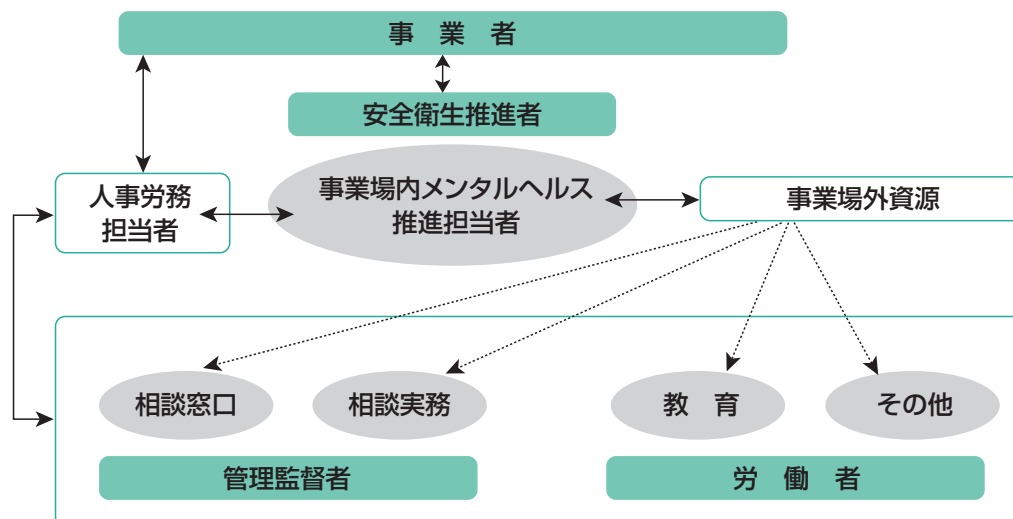 事　業　者
安全衛生推進者
人事労務
担当者
事業場内メンタルヘルス
推進担当者
事業場外資源
相談窓口
相談実務
教　育
その他
管理監督者
労　働　者